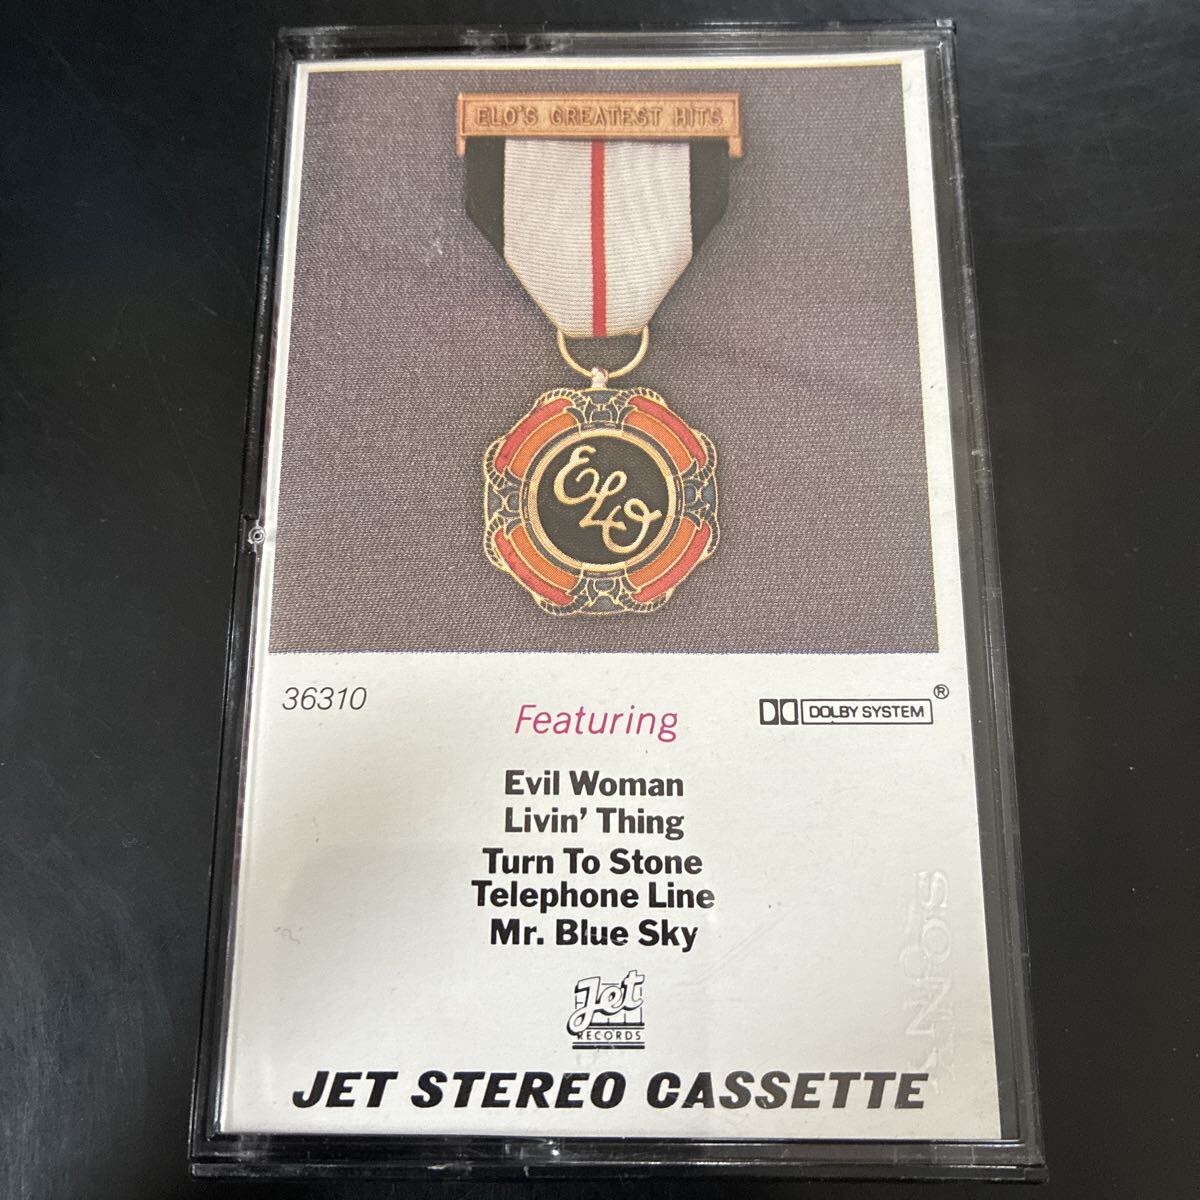 ELO'S GREATEST HITS
ELO
36310
Featuring
DOLBY SYSTEM ®
Evil Woman
Livin' Thing
Turn To Stone
Telephone Line
Mr. Blue Sky
SONY
Jet
RECORDS
JET STEREO CASSETTE